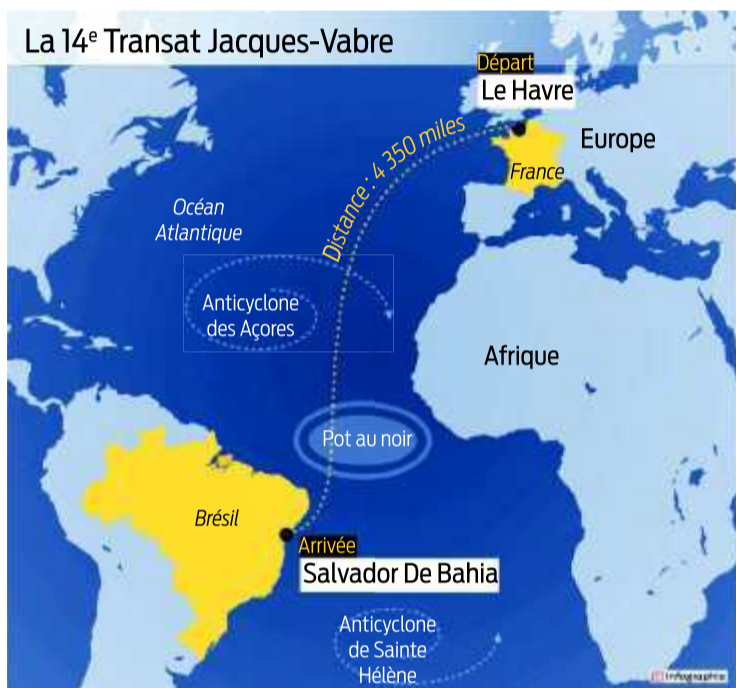 La 14e Transat Jacques-Vabre
Départ
Le Havre
Europe
France
Distance : 4 350 miles
Océan
Atlantique
Anticyclone
des Açores
Afrique
Pot au noir
Brésil
Arrivée
Salvador De Bahia
Anticyclone
de Sainte
Hélène
Infographie